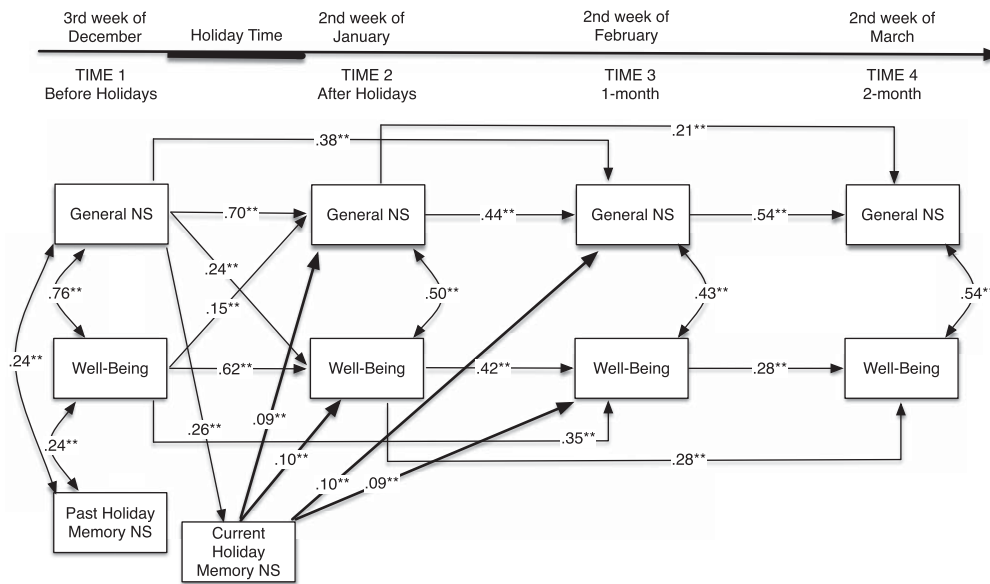 3rd week of
December
Holiday Time
2nd week of
January
2nd week of
February
2nd week of
March
TIME 1
Before Holidays
TIME 2
After Holidays
TIME 3
1-month
TIME 4
2-month
.38**
.21**
General NS
.70**
General NS
.44**
General NS
.54**
General NS
.24**
.76**
.15**
.50**
.43**
.54**
.24**
Well-Being
.62**
Well-Being
.42**
Well-Being
.28**
Well-Being
.26**
.09**
.35**
.24**
.10**
.28**
.10**
.09**
Past Holiday
Memory NS
Current
Holiday
Memory NS